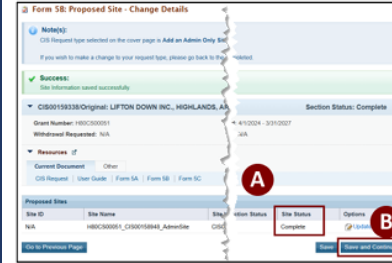 Form 5B: Proposed Site - Change Details
Note(s):
CIS Request type selected on the cover page is Add an Admin Only Sit
If you wish to make a change to your request type, please go back to the
Success:
Site Information saved successfully
CIS00159338/Original: LIFTON DOWN INC., HIGHLANDS, Section Status: Complete
Grant Number: H80CS00051 4/1/2024 - 3/31/2027
Withdrawal Requested: N/A
Resources
Current Document Other
CIS Request | User Guide | Form 5A | Form 5B | Form 5C
A
Proposed Sites
Site ID Site Name Section Status Site Status Options
N/A H80CS00051_CIS00158948_AdminSite Complete
B
Go to Previous Page Save Save and Continu